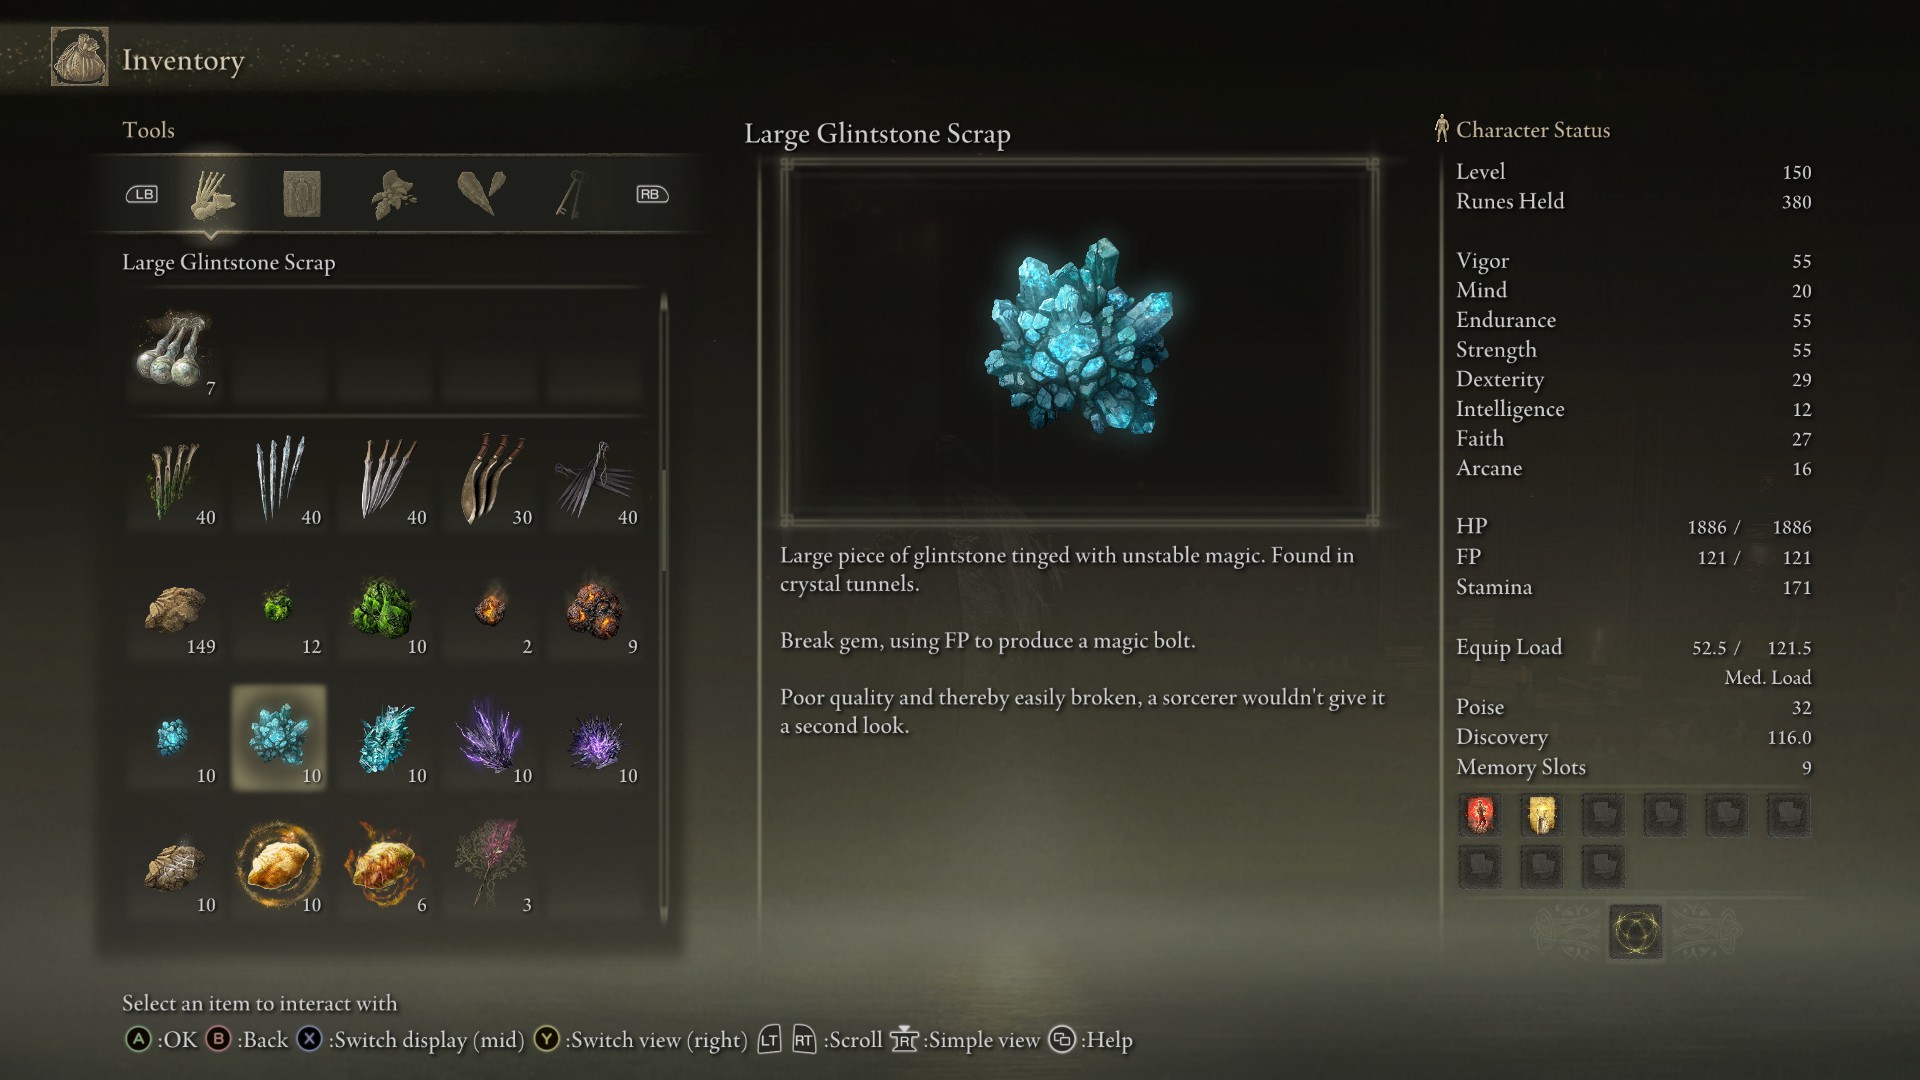 Inventory
Tools
LB
RB
Large Glintstone Scrap
7
40 40 40 30 40
149 12 10 2 9
10 10 10 10 10
10 10 6 3
Large Glintstone Scrap
Large piece of glintstone tinged with unstable magic. Found in
crystal tunnels.
Break gem, using FP to produce a magic bolt.
Poor quality and thereby easily broken, a sorcerer wouldn't give it
a second look.
Character Status
Level 150
Runes Held 380
Vigor 55
Mind 20
Endurance 55
Strength 55
Dexterity 29
Intelligence 12
Faith 27
Arcane 16
HP 1886 / 1886
FP 121 / 121
Stamina 171
Equip Load 52.5 / 121.5
Med. Load
Poise 32
Discovery 116.0
Memory Slots 9
Select an item to interact with
A :OK B :Back X :Switch display (mid) Y :Switch view (right) LT RT :Scroll R :Simple view :Help